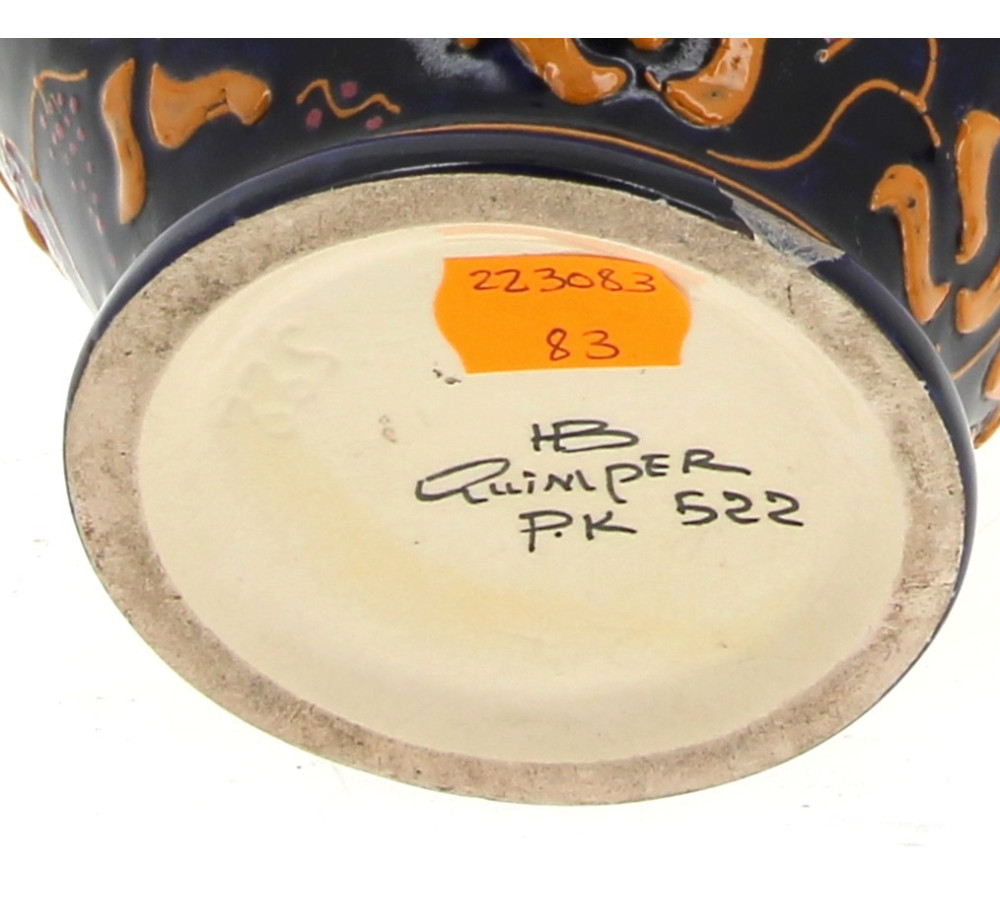 223083
83
HB
QUIMPER
P.K 522